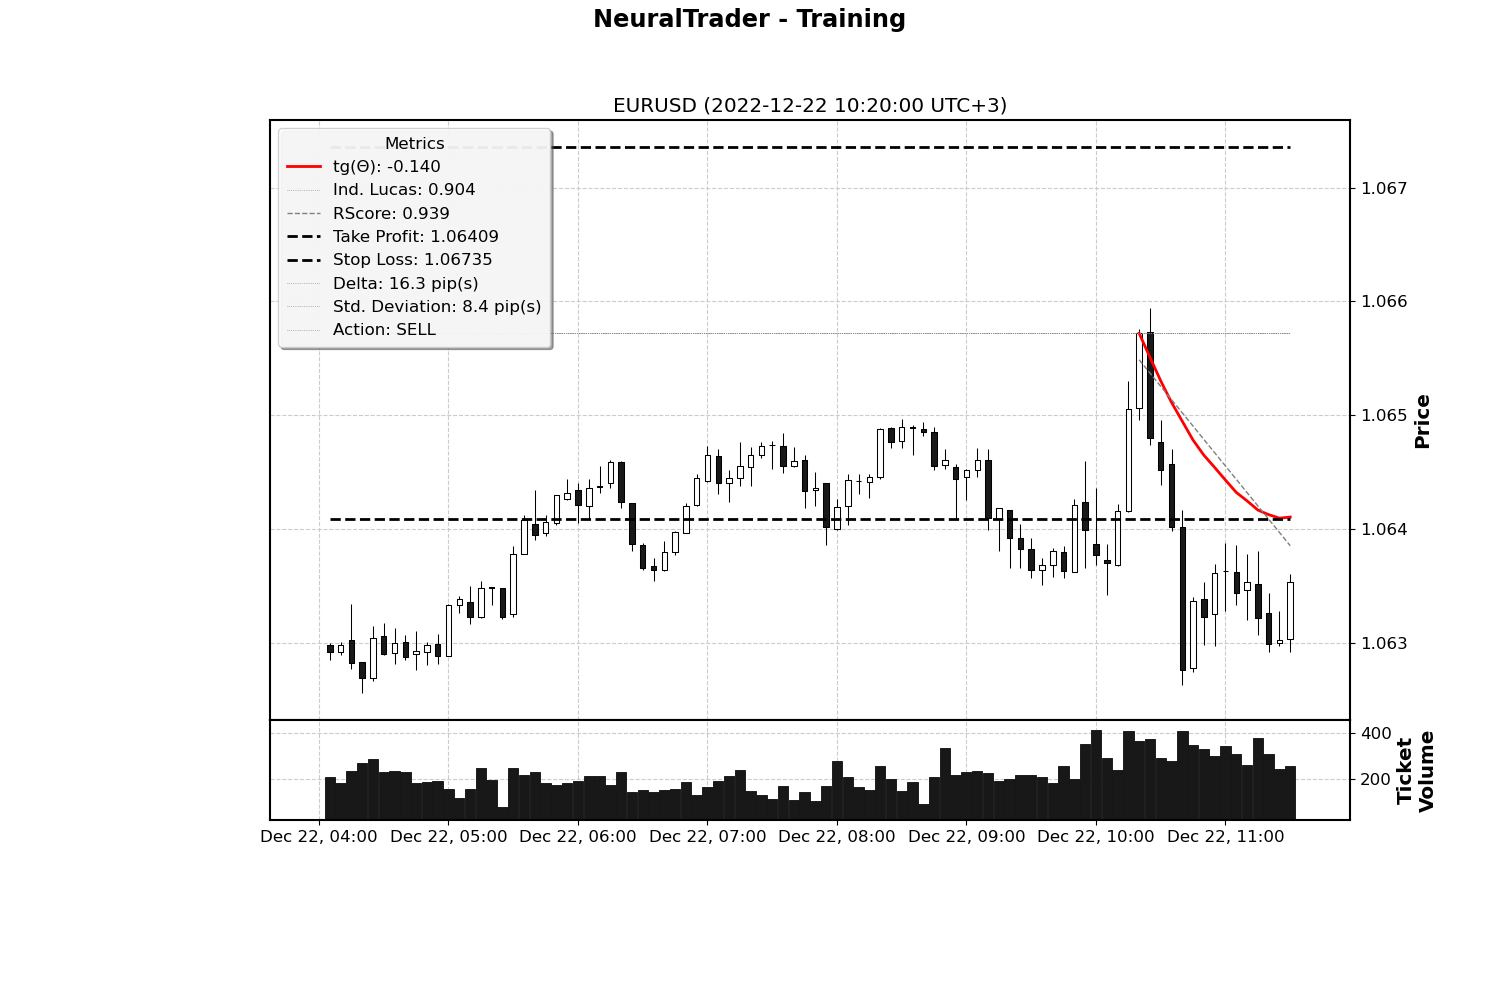 NeuralTrader - Training
EURUSD (2022-12-22 10:20:00 UTC+3)
Metrics
tg(Θ): -0.140
Ind. Lucas: 0.904
RScore: 0.939
Take Profit: 1.06409
Stop Loss: 1.06735
Delta: 16.3 pip(s)
Std. Deviation: 8.4 pip(s)
Action: SELL
1.067
1.066
1.065
1.064
1.063
Price
400
200
Ticket
Volume
Dec 22, 04:00
Dec 22, 05:00
Dec 22, 06:00
Dec 22, 07:00
Dec 22, 08:00
Dec 22, 09:00
Dec 22, 10:00
Dec 22, 11:00